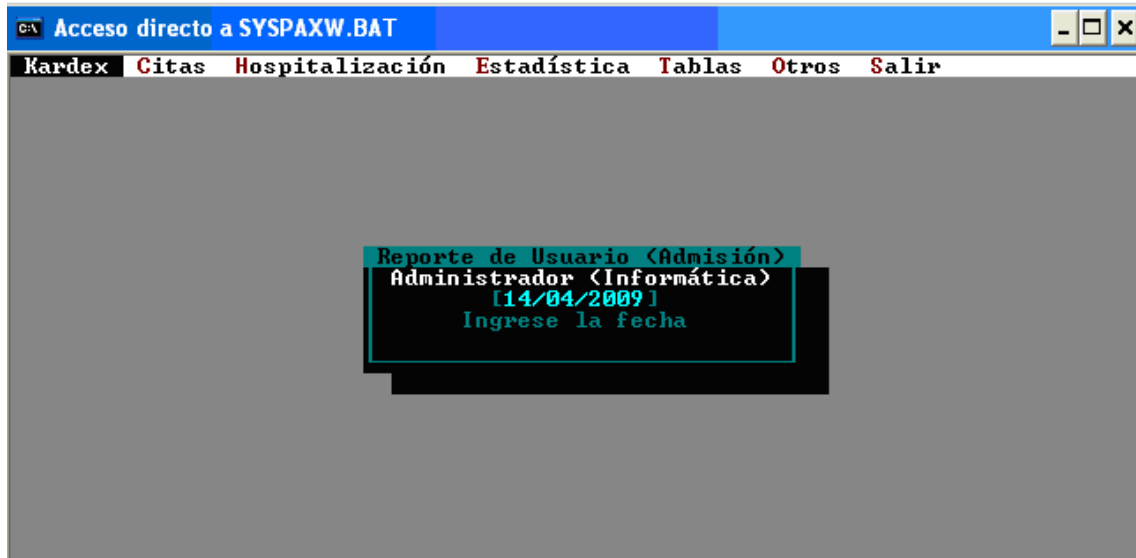 Acceso directo a SYSPAXW.BAT
Kardex Citas Hospitalización Estadística Tablas Otros Salir
Reporte de Usuario (Admisión)
Administrador (Informática)
[14/04/2009]
Ingrese la fecha